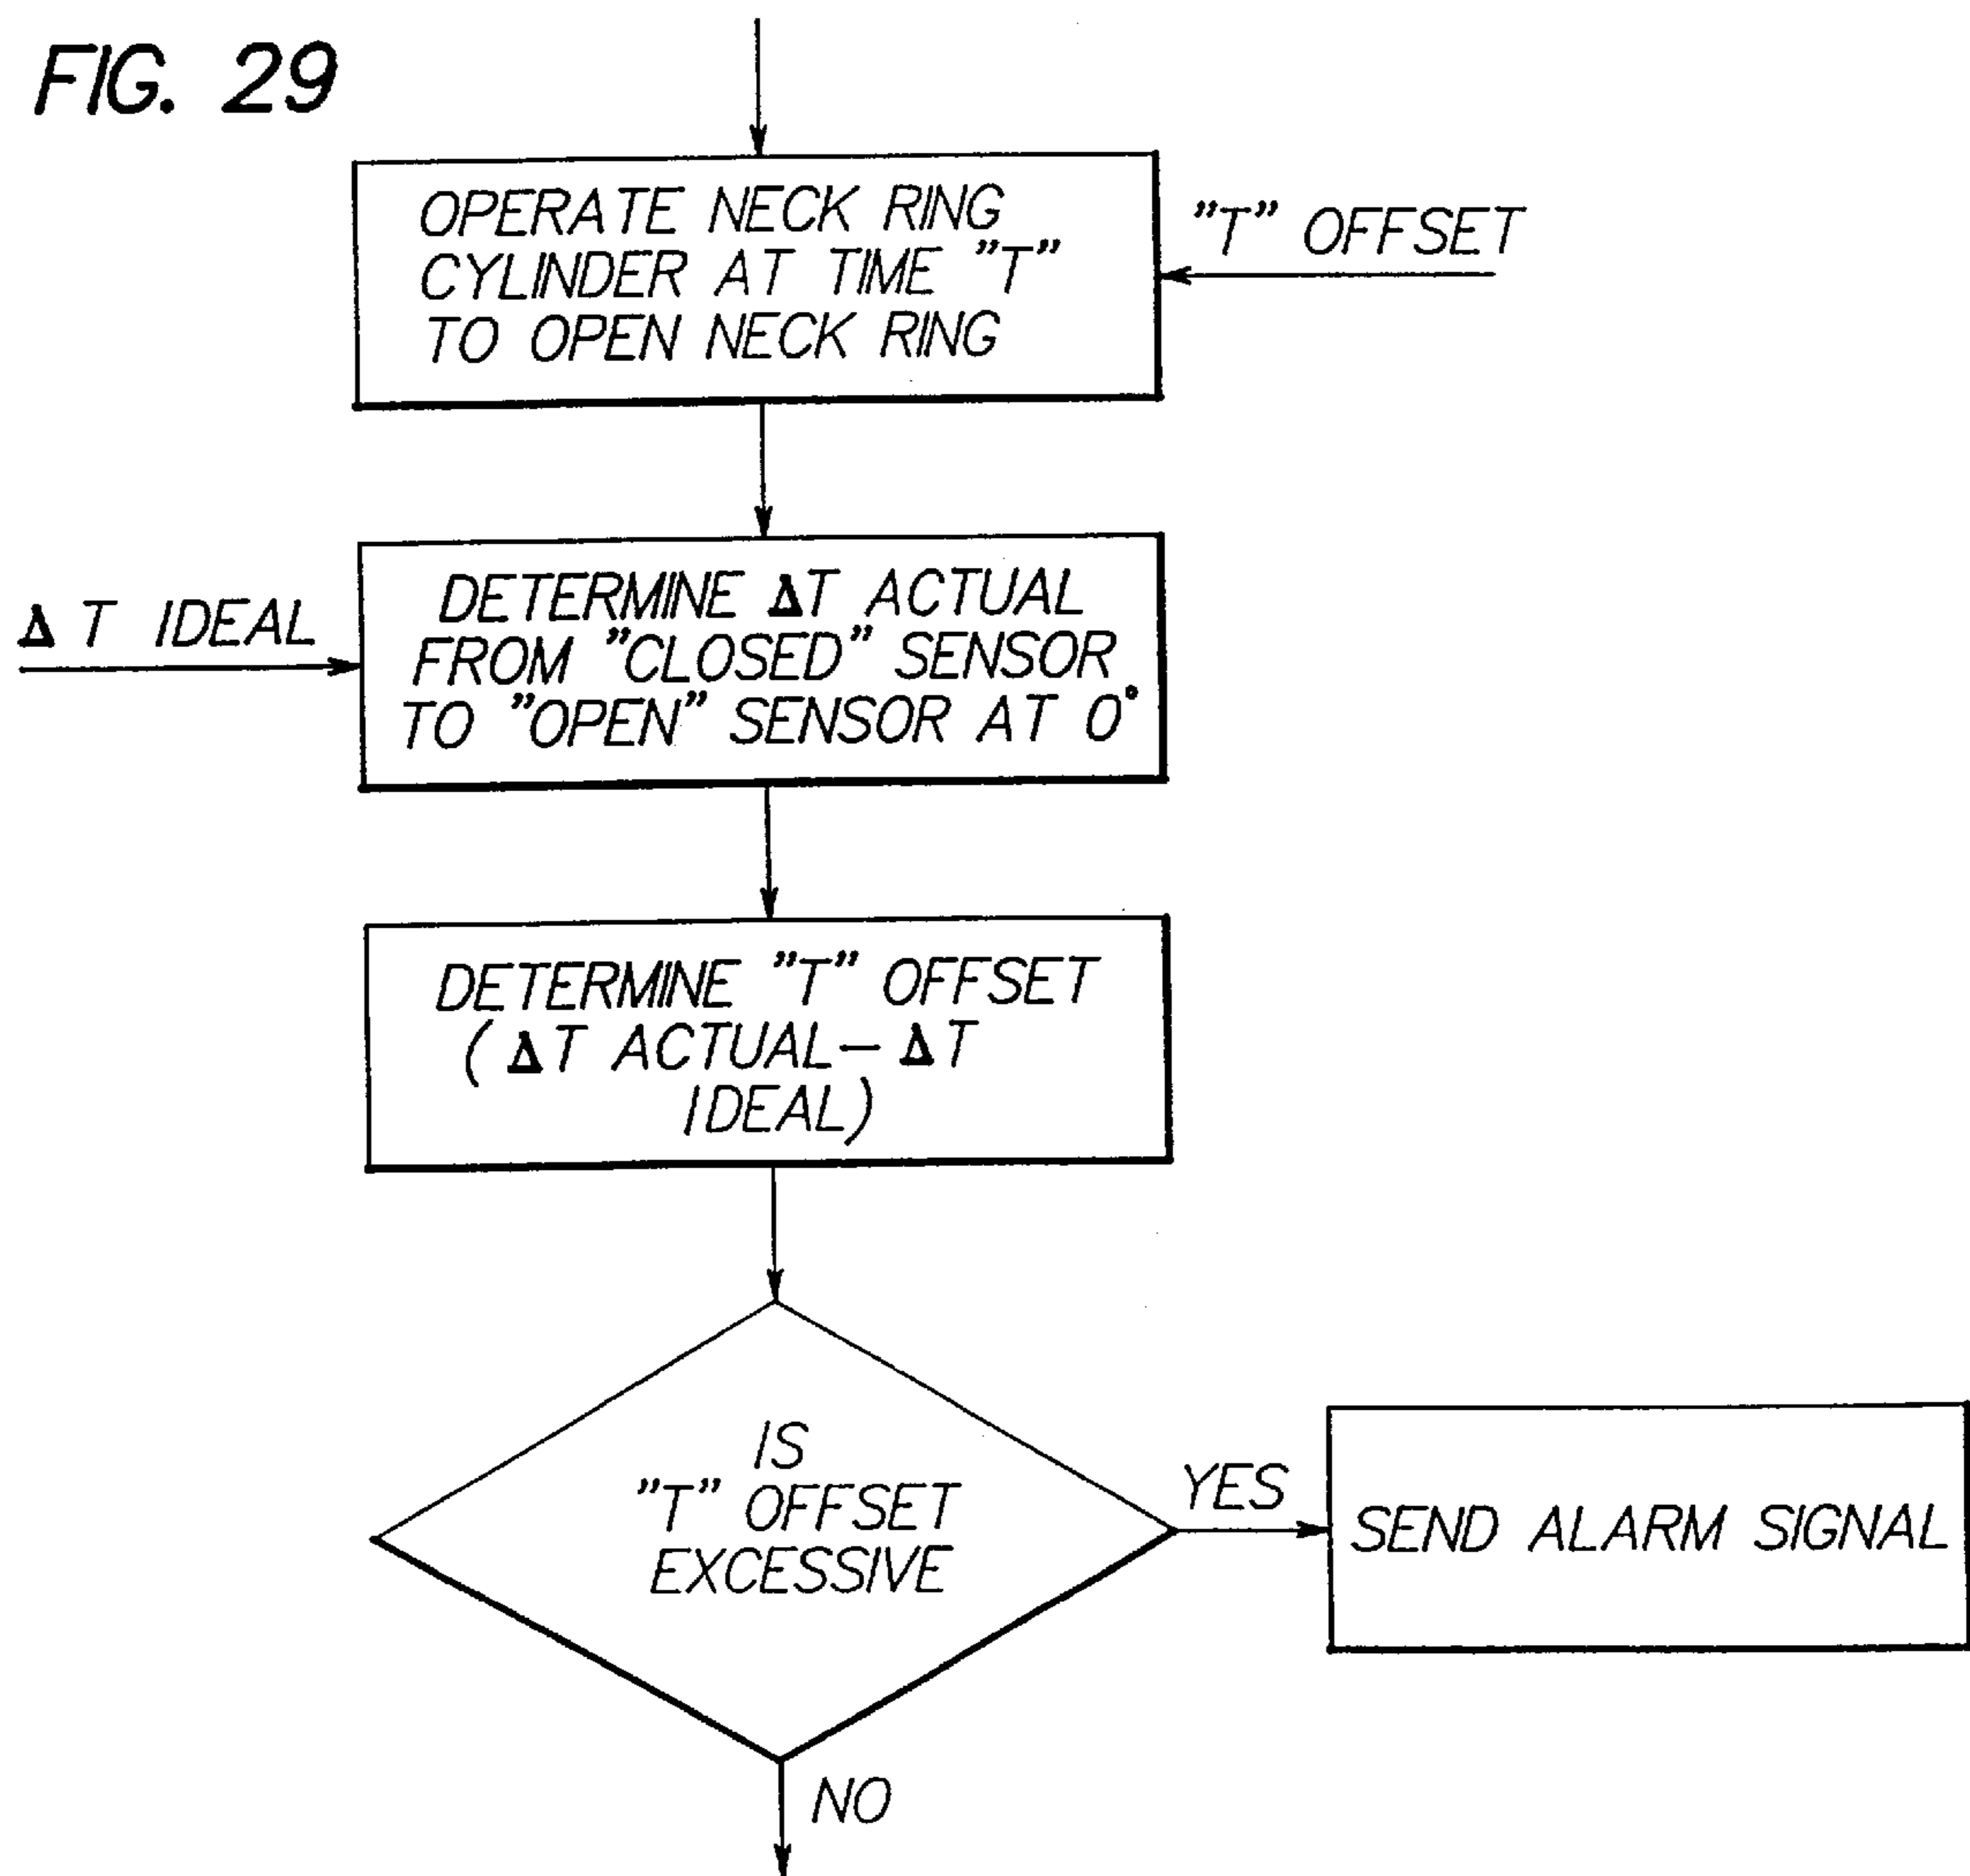 FIG. 29
OPERATE NECK RING
CYLINDER AT TIME "T"
TO OPEN NECK RING
"T" OFFSET
Δ T IDEAL
DETERMINE ΔT ACTUAL
FROM "CLOSED" SENSOR
TO "OPEN" SENSOR AT 0°
DETERMINE "T" OFFSET
(ΔT ACTUAL– ΔT
IDEAL)
IS
"T" OFFSET
EXCESSIVE
YES
SEND ALARM SIGNAL
NO